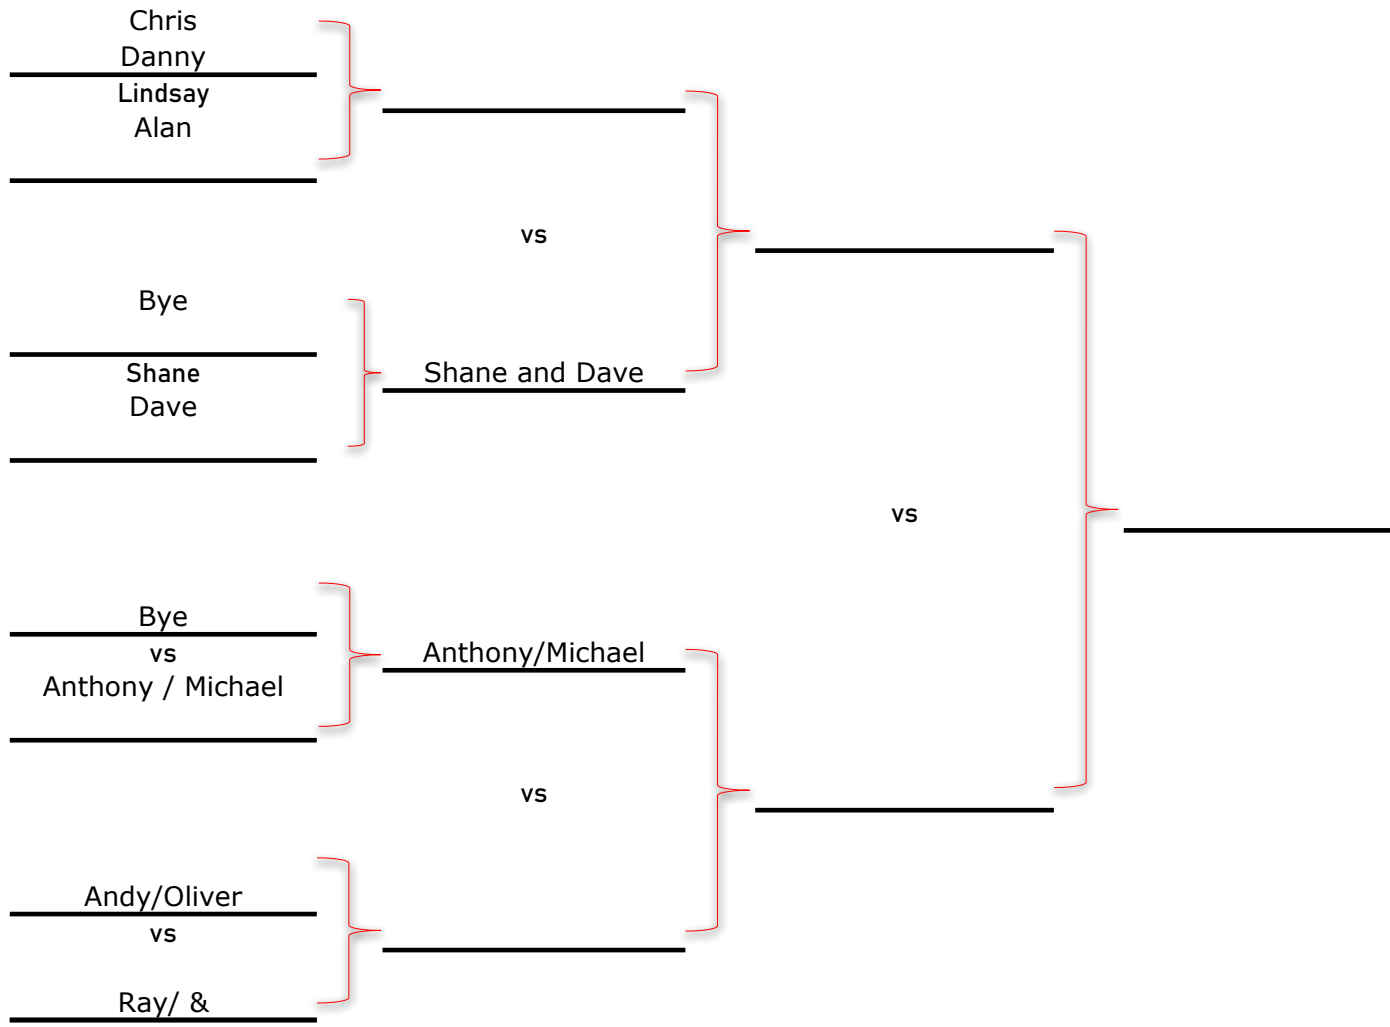 Chris
Danny
Lindsay
Alan
vs
Bye
Shane
Dave
Shane and Dave
vs
Bye
vs
Anthony / Michael
Anthony/Michael
vs
Andy/Oliver
vs
Ray/ &